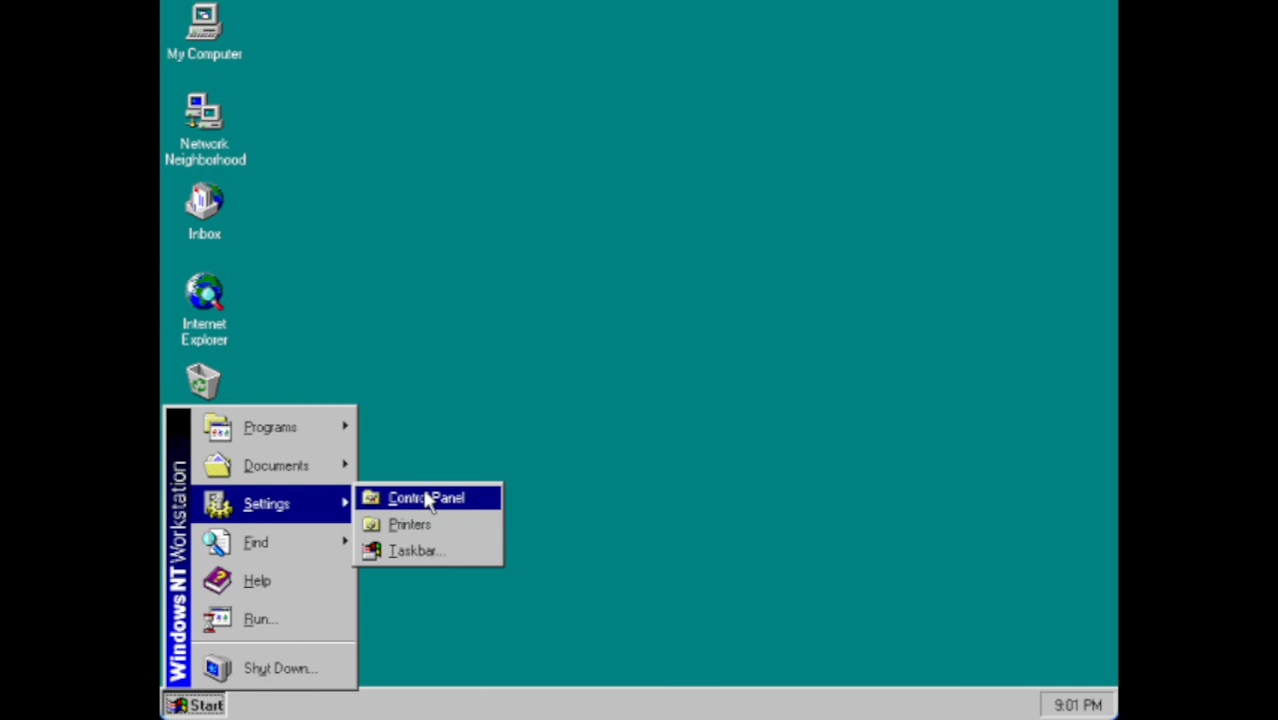 My Computer
Network
Neighborhood
Inbox
Internet
Explorer
Programs
Documents
Settings
Find
Help
Run...
Shut Down...
Windows NT Workstation
Control Panel
Printers
Taskbar...
Start
9:01 PM